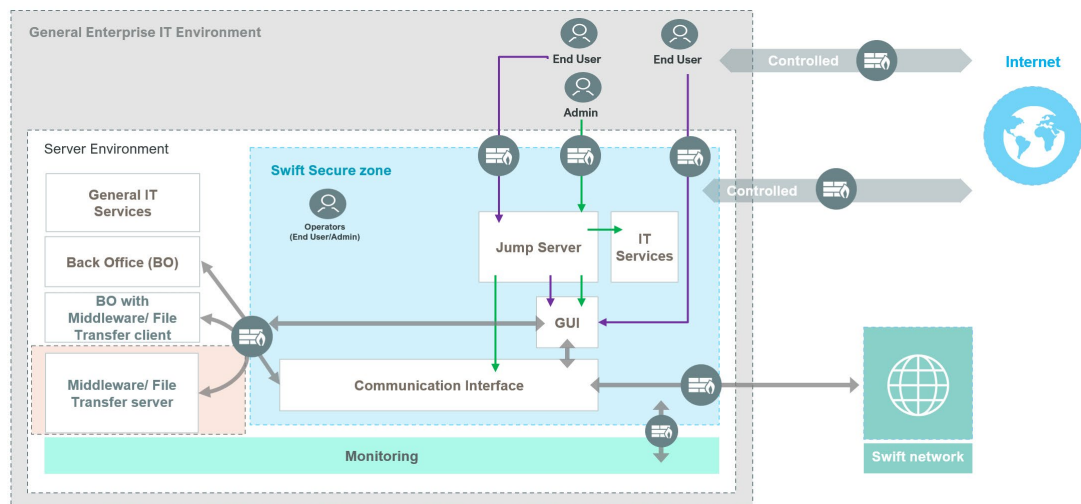 General Enterprise IT Environment
End User
End User
Controlled
Internet
Admin
Server Environment
Swift Secure zone
General IT
Services
Operators
(End User/Admin)
Controlled
Jump Server
IT
Services
Back Office (BO)
BO with
Middleware/ File
Transfer client
GUI
Middleware/ File
Transfer server
Communication Interface
Monitoring
Swift network